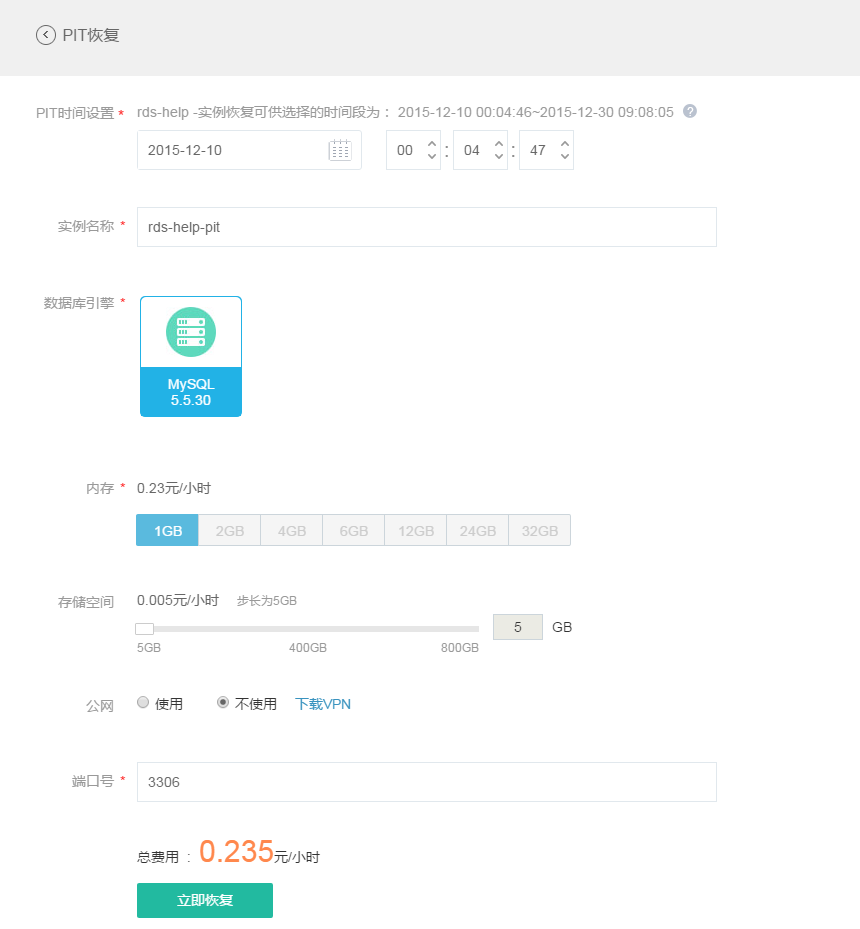 PIT恢复
PIT时间设置 * rds-help -实例恢复可供选择的时间段为： 2015-12-10 00:04:46~2015-12-30 09:08:05 ?
2015-12-10 00 : 04 : 47
实例名称 * rds-help-pit
数据库引擎 *
MySQL
5.5.30
内存 * 0.23元/小时
1GB 2GB 4GB 6GB 12GB 24GB 32GB
存储空间 0.005元/小时 步长为5GB
5 GB
5GB 400GB 800GB
公网 使用 不使用 下载VPN
端口号 * 3306
总费用 : 0.235元/小时
立即恢复